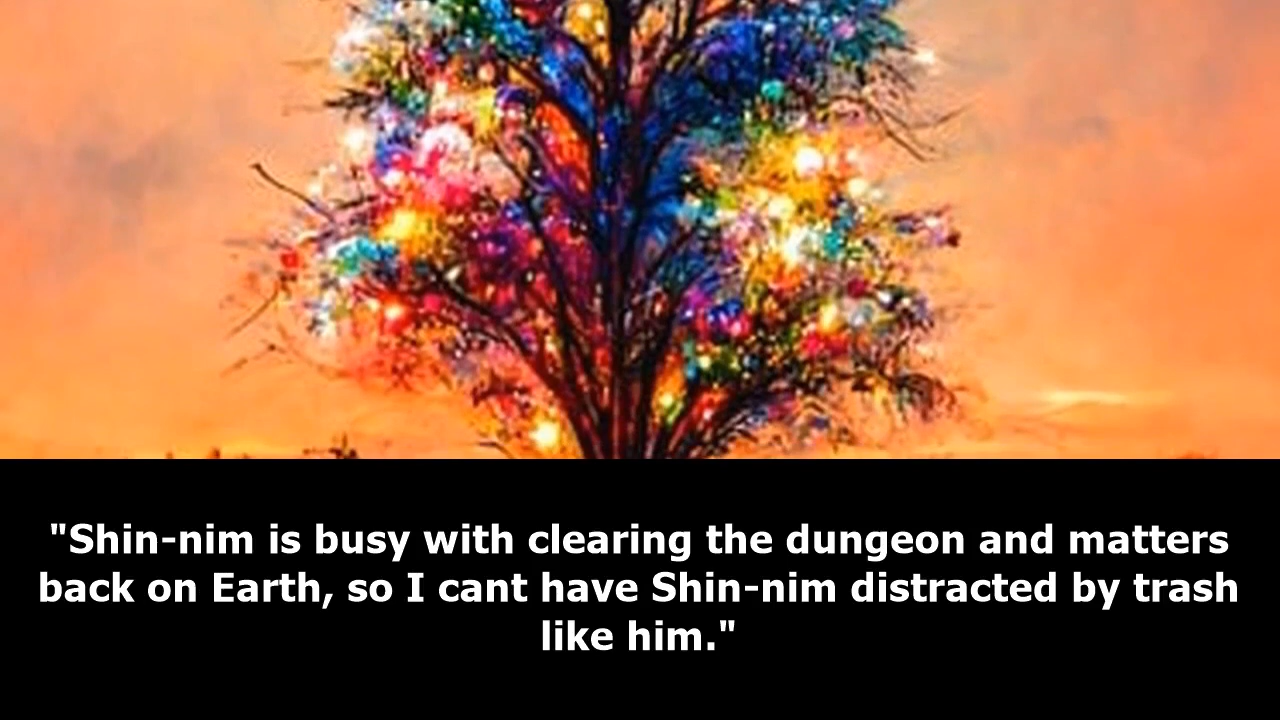 "Shin-nim is busy with clearing the dungeon and matters
back on Earth, so I cant have Shin-nim distracted by trash
like him."